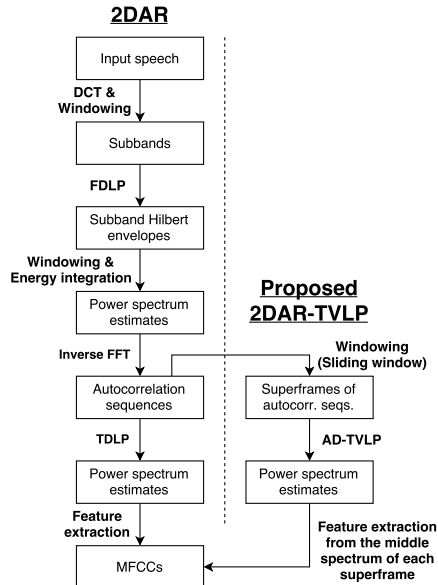 2DAR
Input speech
DCT &
Windowing
Subbands
FDLP
Subband Hilbert
envelopes
Windowing &
Energy integration
Power spectrum
estimates
Inverse FFT
Autocorrelation
sequences
TDLP
Power spectrum
estimates
Feature
extraction
MFCCs
Proposed
2DAR-TVLP
Windowing
(Sliding window)
Superframes of
autocorr. seqs.
AD-TVLP
Power spectrum
estimates
Feature extraction
from the middle
spectrum of each
superframe